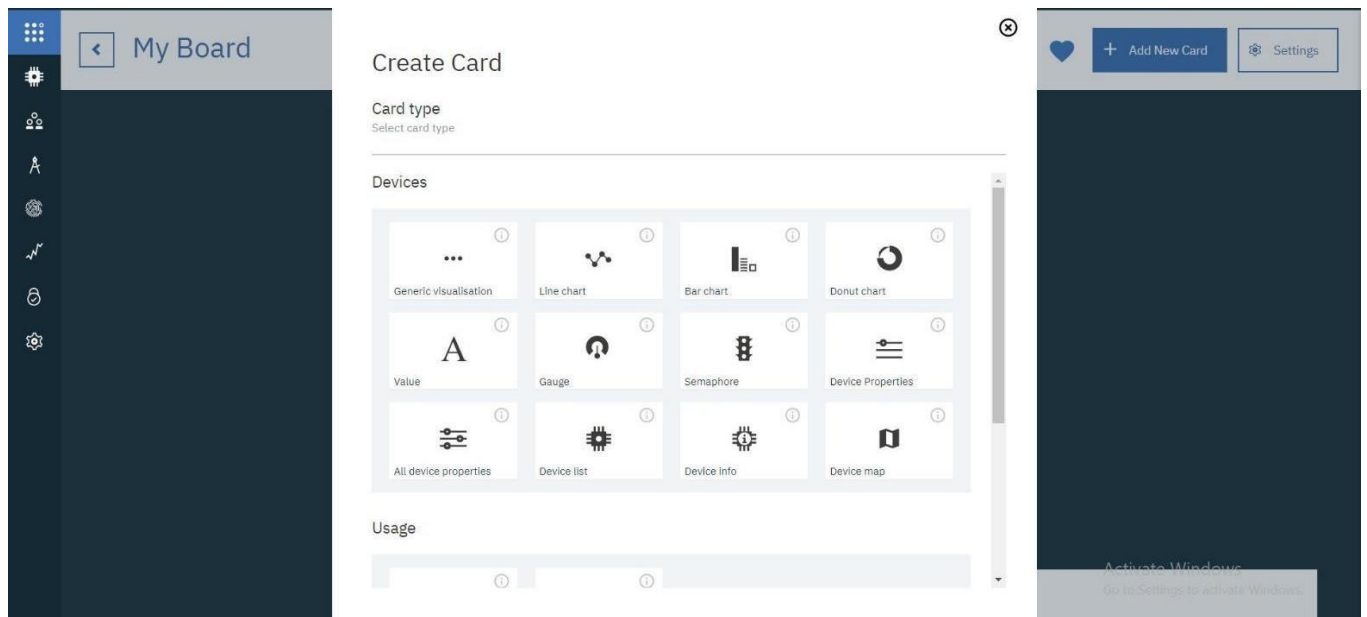 My Board
Add New Card
Settings
Create Card
Card type
Select card type
Devices
Generic visualisation
Line chart
Bar chart
Donut chart
A
Value
Gauge
Semaphore
Device Properties
All device properties
Device list
Device info
Device map
Usage
Activate Windows
Go to Settings to activate Windows.